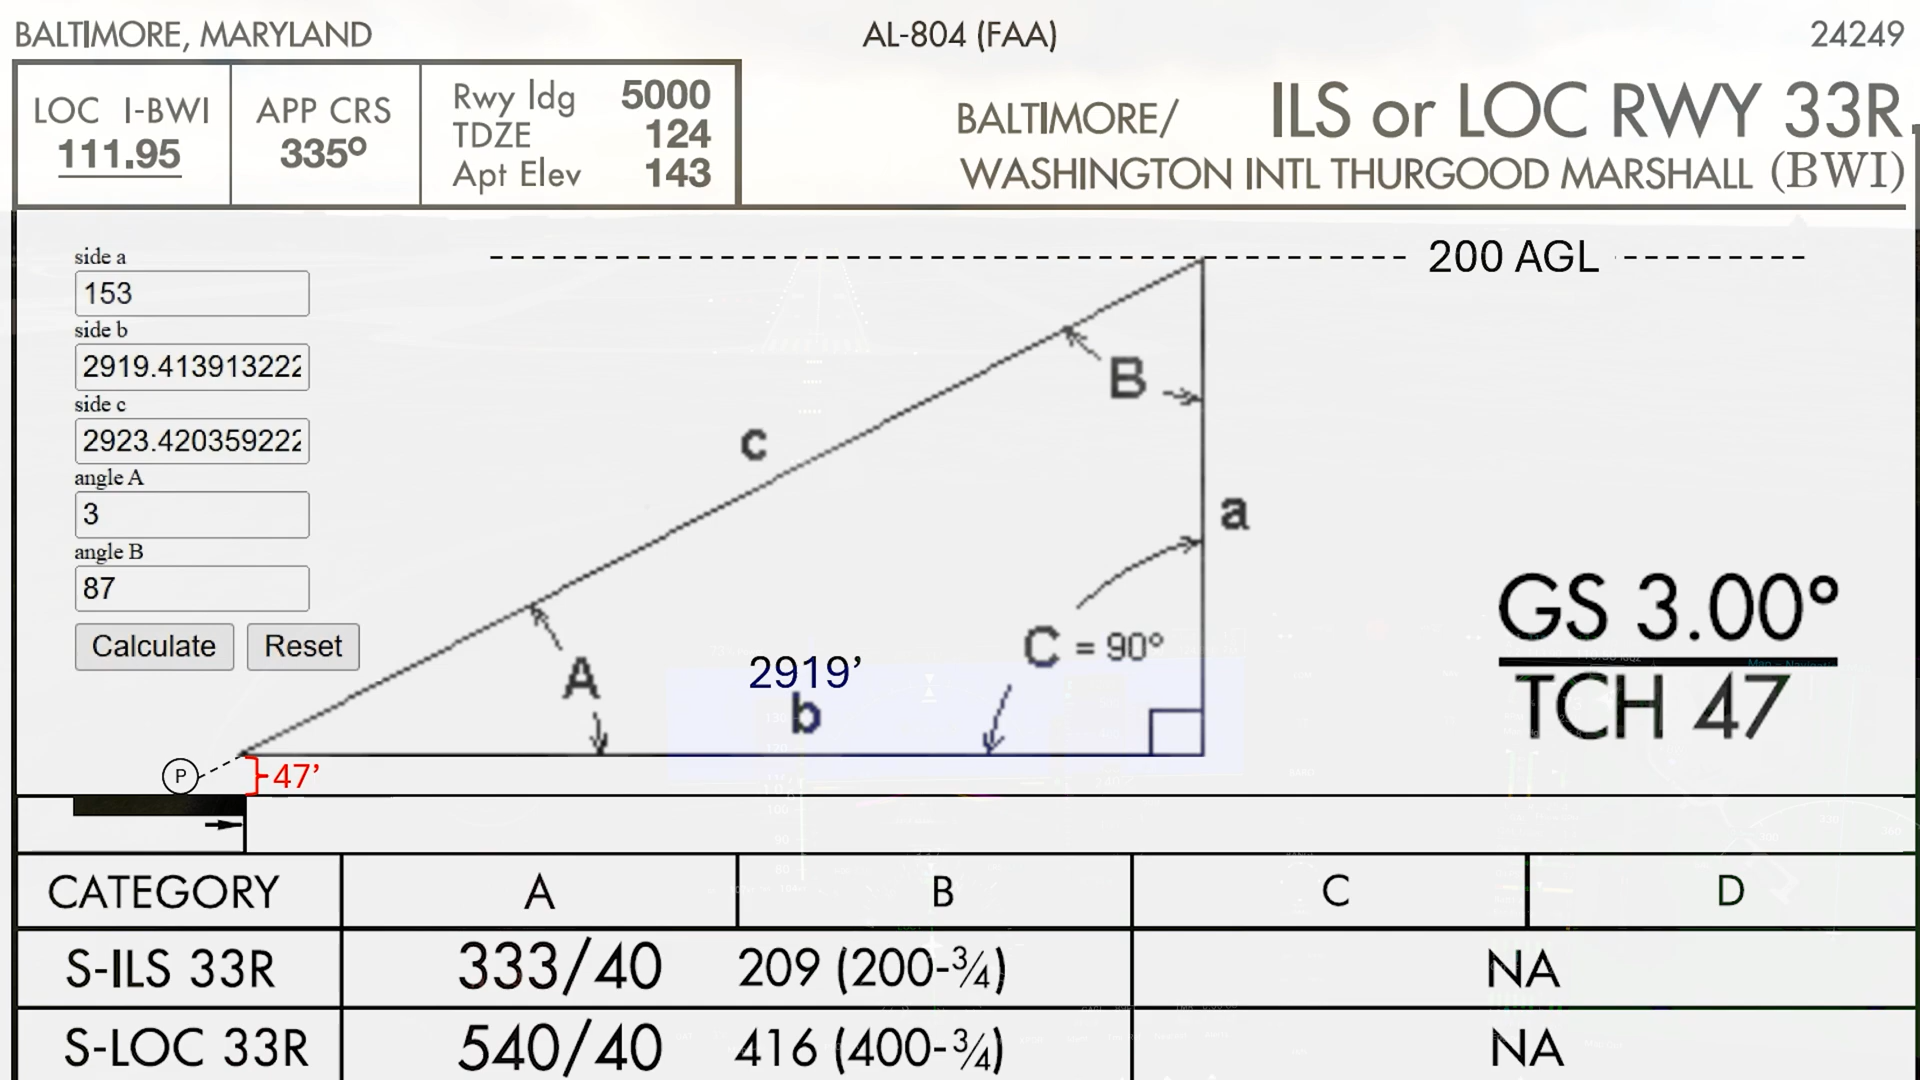 BALTIMORE, MARYLAND
AL-804 (FAA)
24249
LOC I-BWI
111.95
APP CRS
335º
Rwy ldg 5000
TDZE 124
Apt Elev 143
BALTIMORE/
WASHINGTON INTL THURGOOD MARSHALL (BWI)
ILS or LOC RWY 33R
side a
153
side b
2919.413913222
side c
2923.420359222
angle A
3
angle B
87
Calculate Reset
200 AGL
B
c
a
C = 90º
A
2919’
b
P
47’
GS 3.00º
TCH 47
CATEGORY A B C D
S-ILS 33R 333/40 209 (200-¾) NA
S-LOC 33R 540/40 416 (400-¾) NA